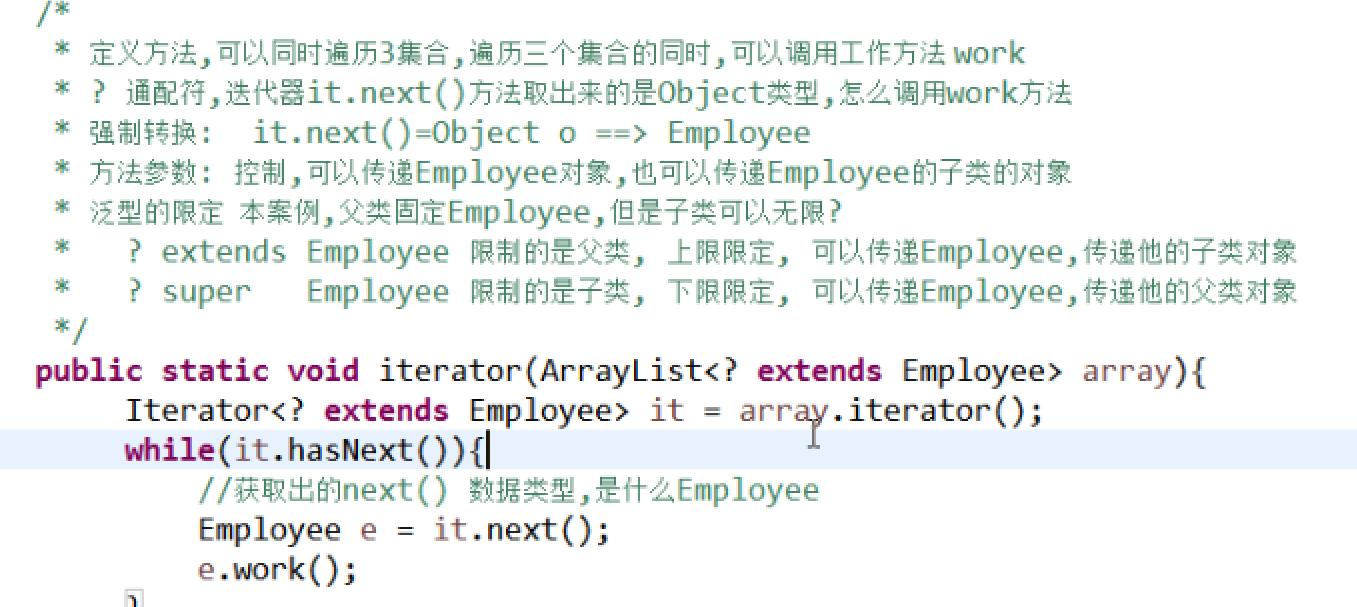 /*
 * 定义方法,可以同时遍历3集合,遍历三个集合的同时,可以调用工作方法 work
 * ? 通配符,迭代器it.next()方法取出来的是Object类型,怎么调用work方法
 * 强制转换:  it.next()=Object o ==> Employee
 * 方法参数: 控制,可以传递Employee对象,也可以传递Employee的子类的对象
 * 泛型的限定 本案例,父类固定Employee,但是子类可以无限?
 *   ? extends Employee 限制的是父类, 上限限定, 可以传递Employee,传递他的子类对象
 *   ? super   Employee 限制的是子类, 下限限定, 可以传递Employee,传递他的父类对象
 */
public static void iterator(ArrayList<? extends Employee> array){
     Iterator<? extends Employee> it = array.iterator();
     while(it.hasNext()){
         //获取出的next() 数据类型,是什么Employee
         Employee e = it.next();
         e.work();
     }